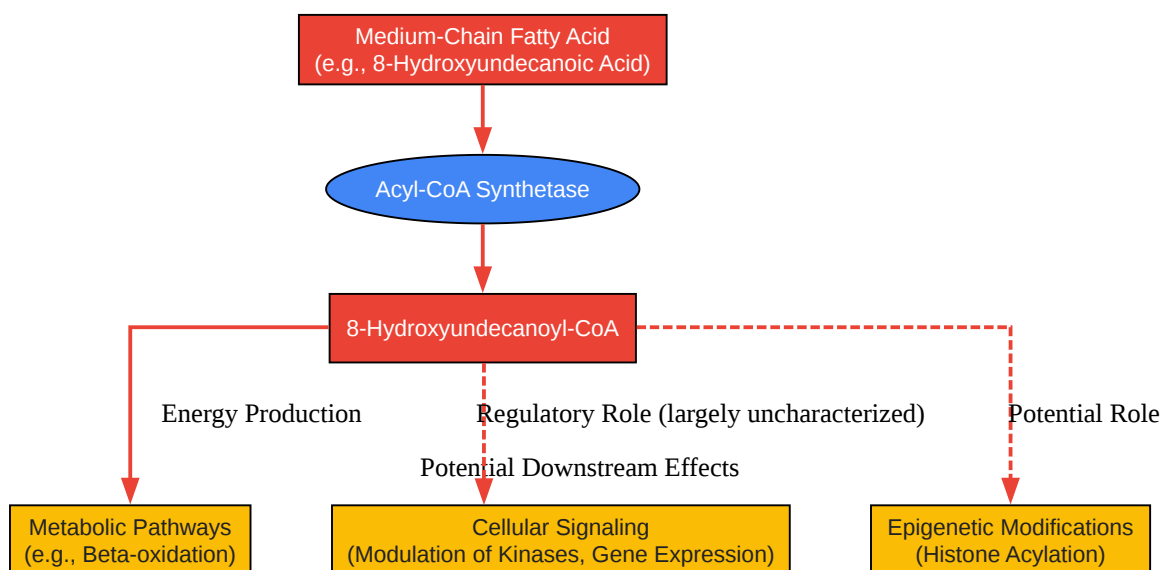 Medium-Chain Fatty Acid
(e.g., 8-Hydroxyundecanoic Acid)
Acyl-CoA Synthetase
8-Hydroxyundecanoyl-CoA
Energy Production
Regulatory Role (largely uncharacterized)
Potential Role
Potential Downstream Effects
Metabolic Pathways
(e.g., Beta-oxidation)
Cellular Signaling
(Modulation of Kinases, Gene Expression)
Epigenetic Modifications
(Histone Acylation)